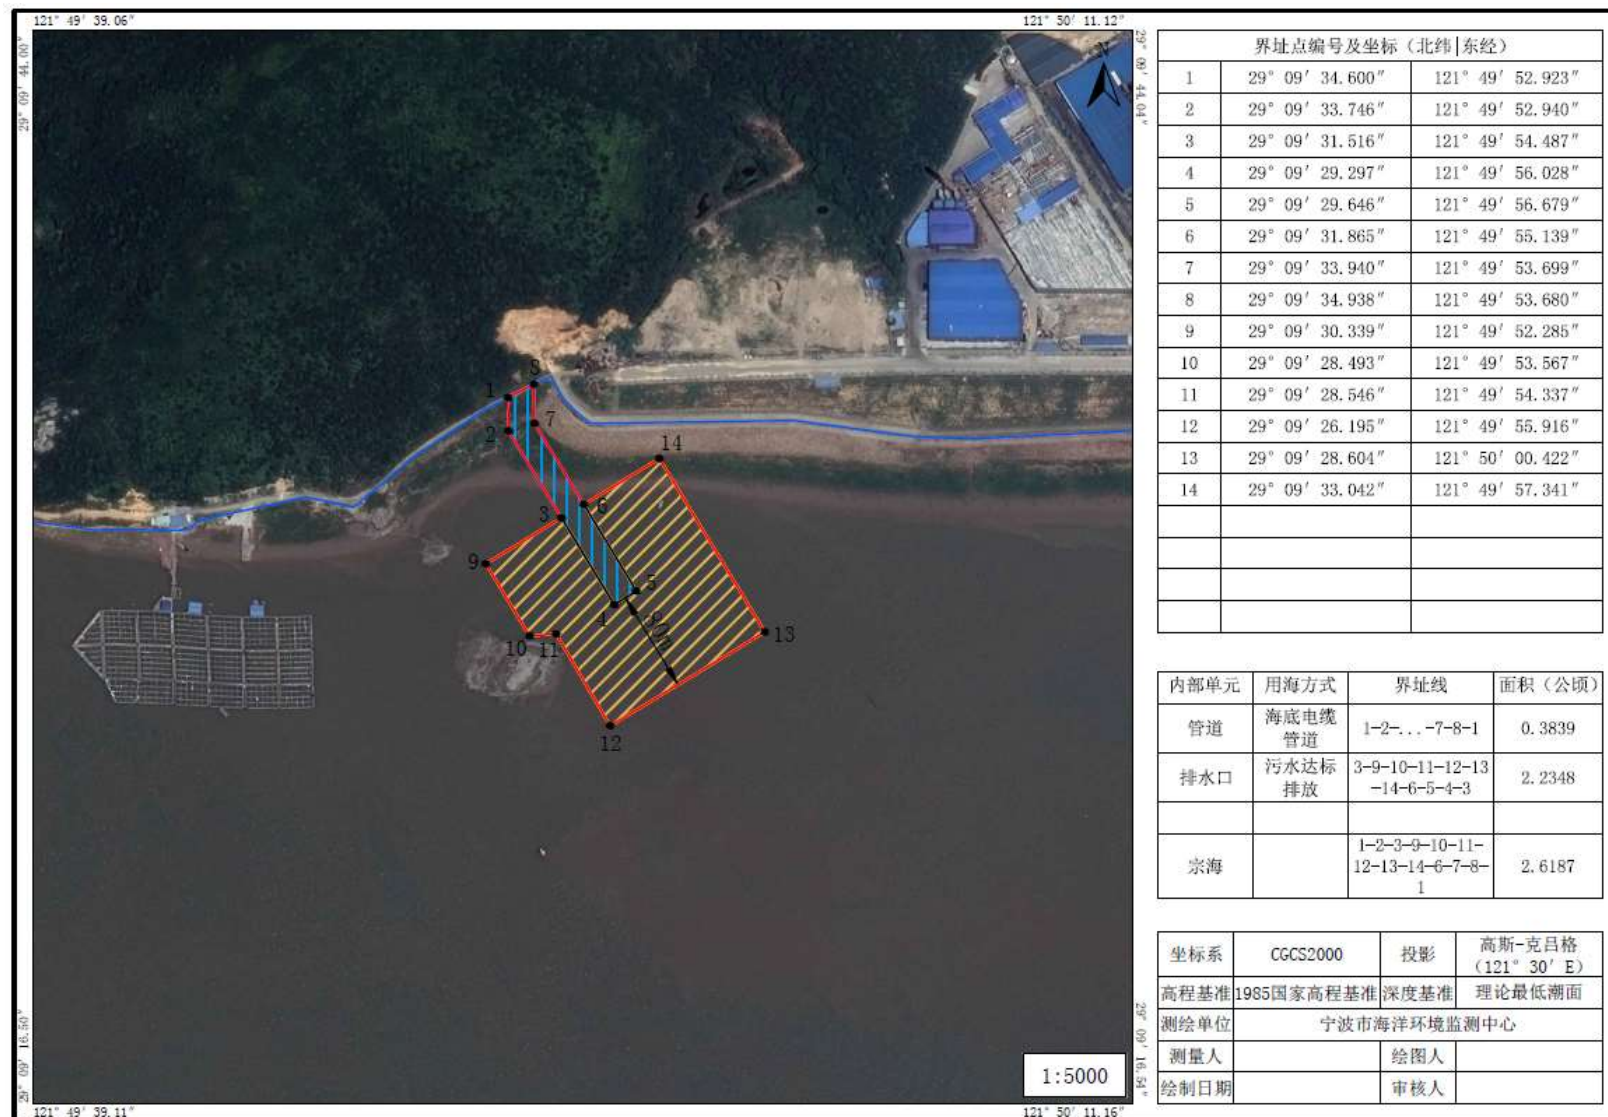 121° 49′ 39.06″
121° 50′ 11.12″
29° 09′ 44.00″
29° 09′ 44.04″
N
1
8
2
7
14
6
3
9
5
4
80m
10
11
13
12
29° 09′ 16.50″
29° 09′ 16.54″
1:5000
121° 49′ 39.11″
121° 50′ 11.16″
界址点编号及坐标（北纬|东经）
1 29° 09′ 34.600″ 121° 49′ 52.923″
2 29° 09′ 33.746″ 121° 49′ 52.940″
3 29° 09′ 31.516″ 121° 49′ 54.487″
4 29° 09′ 29.297″ 121° 49′ 56.028″
5 29° 09′ 29.646″ 121° 49′ 56.679″
6 29° 09′ 31.865″ 121° 49′ 55.139″
7 29° 09′ 33.940″ 121° 49′ 53.699″
8 29° 09′ 34.938″ 121° 49′ 53.680″
9 29° 09′ 30.339″ 121° 49′ 52.285″
10 29° 09′ 28.493″ 121° 49′ 53.567″
11 29° 09′ 28.546″ 121° 49′ 54.337″
12 29° 09′ 26.195″ 121° 49′ 55.916″
13 29° 09′ 28.604″ 121° 50′ 00.422″
14 29° 09′ 33.042″ 121° 49′ 57.341″
内部单元 用海方式 界址线 面积（公顷）
管道 海底电缆
管道 1-2-...-7-8-1 0.3839
排水口 污水达标
排放 3-9-10-11-12-13
-14-6-5-4-3 2.2348
宗海 1-2-3-9-10-11-
12-13-14-6-7-8-
1 2.6187
坐标系 CGCS2000 投影 高斯-克吕格
（121° 30′ E）
高程基准 1985国家高程基准 深度基准 理论最低潮面
测绘单位 宁波市海洋环境监测中心
测量人 绘图人
绘制日期 审核人